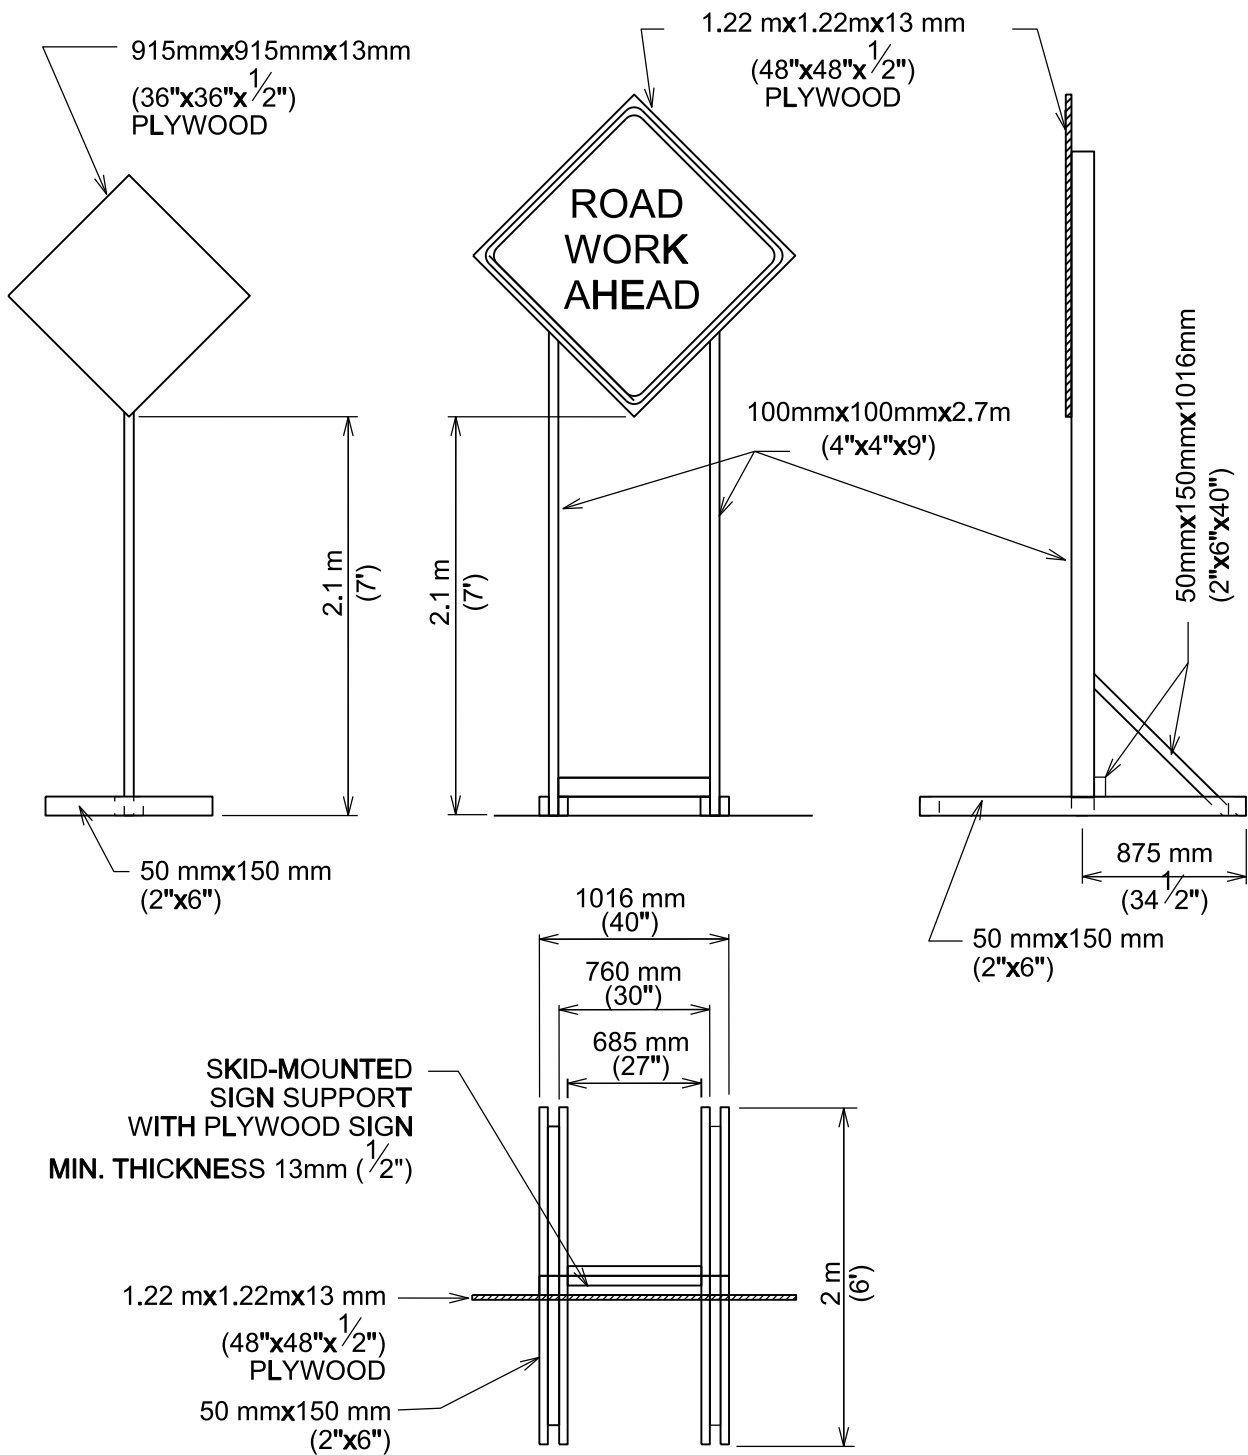 915mmx915mmx13mm
(36"x36"x 1/2")
PLYWOOD
1.22 mx1.22mx13 mm
(48"x48"x 1/2")
PLYWOOD
ROAD
WORK
AHEAD
100mmx100mmx2.7m
(4"x4"x9')
50mmx150mmx1016mm
(2"x6"x40")
2.1 m
(7')
2.1 m
(7')
50 mmx150 mm
(2"x6")
875 mm
(34 1/2")
50 mmx150 mm
(2"x6")
1016 mm
(40")
760 mm
(30")
685 mm
(27")
SKID-MOUNTED
SIGN SUPPORT
WITH PLYWOOD SIGN
MIN. THICKNESS 13mm ( 1/2")
2 m
(6')
1.22 mx1.22mx13 mm
(48"x48"x 1/2")
PLYWOOD
50 mmx150 mm
(2"x6")